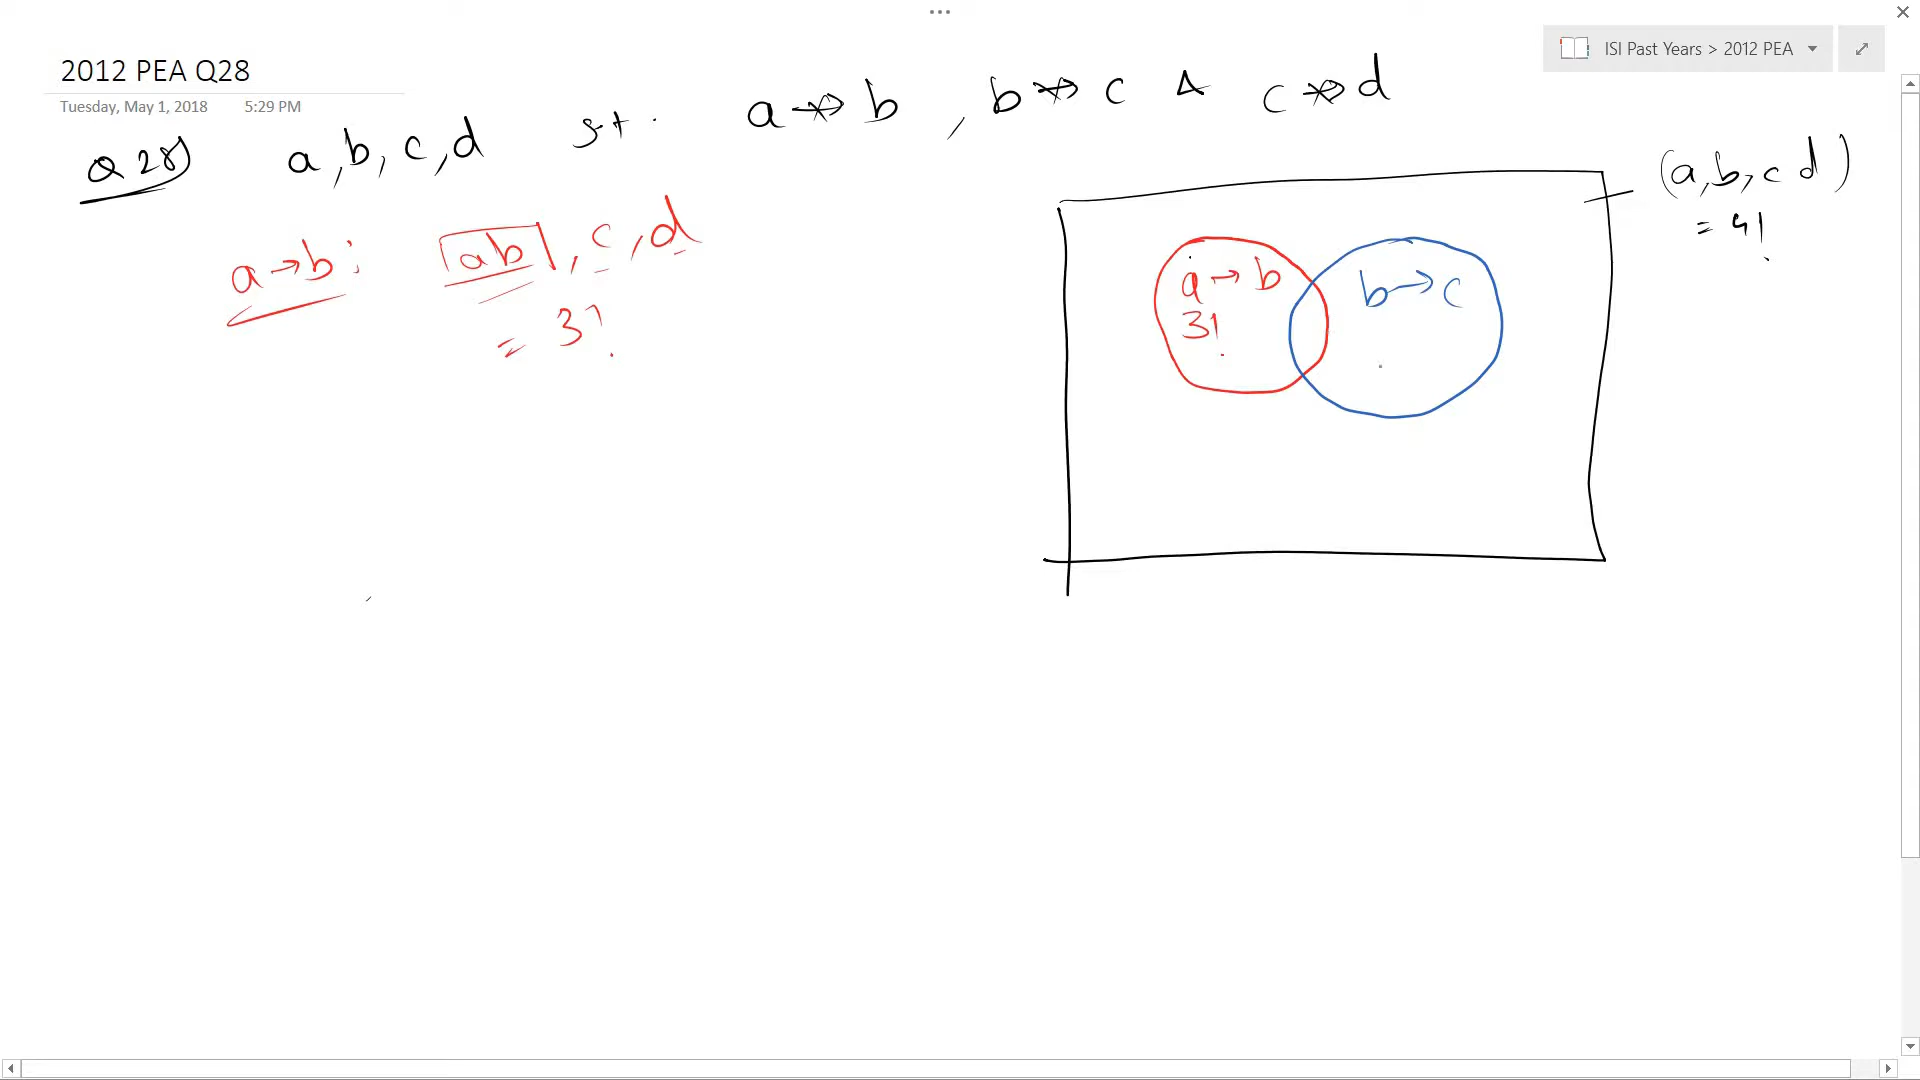 ISI Past Years > 2012 PEA
2012 PEA Q28
Tuesday, May 1, 2018 5:29 PM
Q 28) a, b, c, d st. a ↛ b , b ↛ c & c ↛ d
(a, b, c d)
= 4!
a → b : ab , c , d
= 3!
a → b
3!
b → c